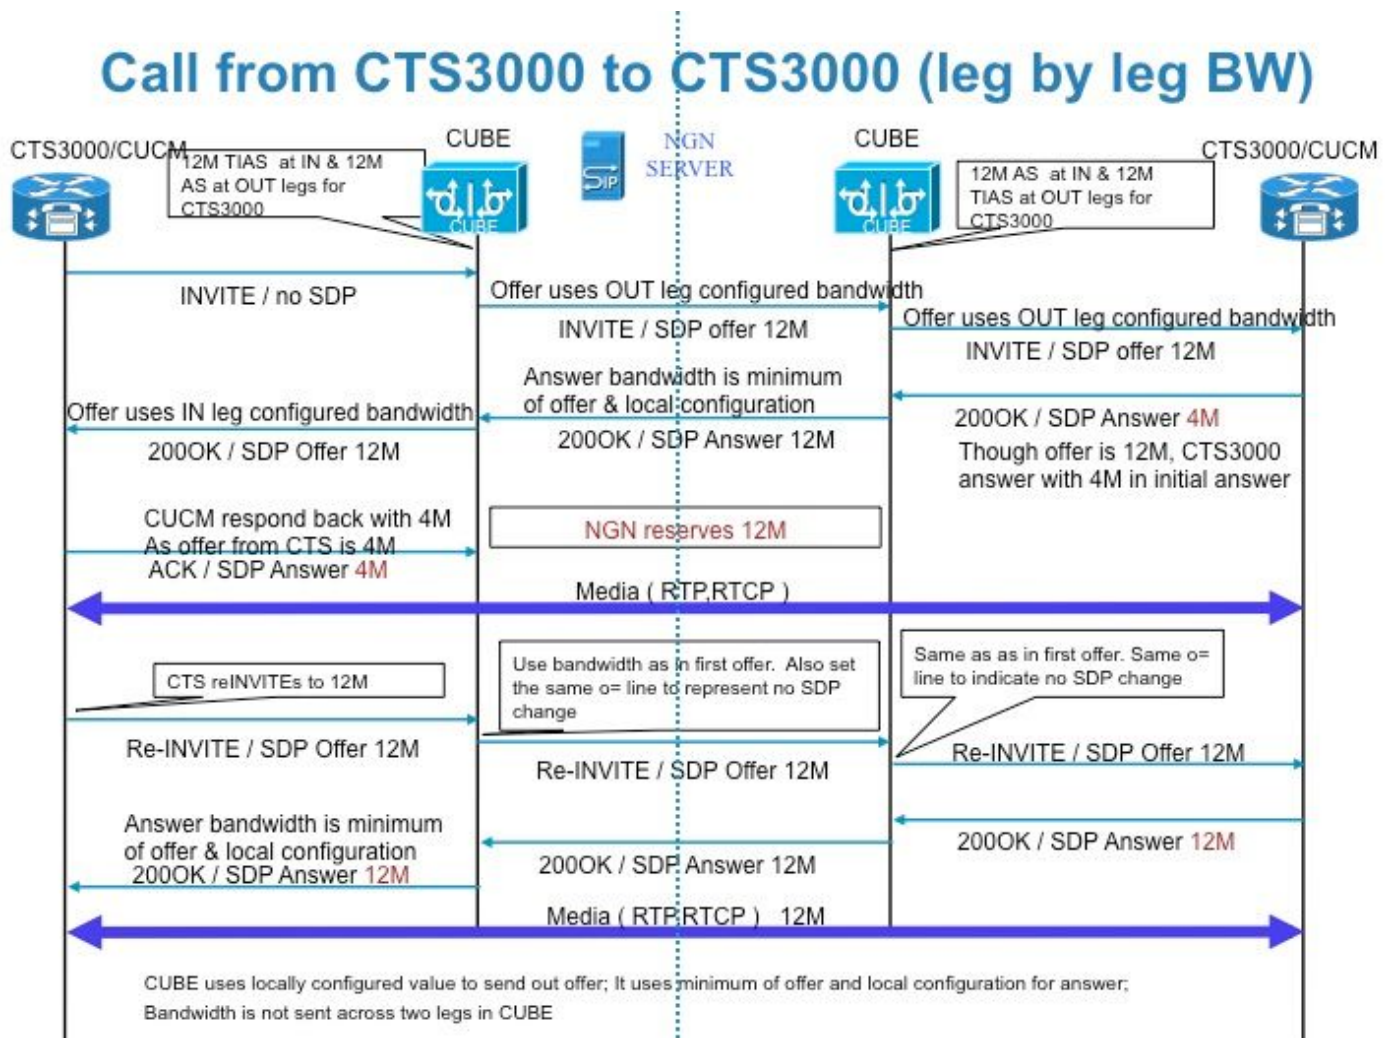 Call from CTS3000 to CTS3000 (leg by leg BW)
CTS3000/CUCM
12M TIAS at IN & 12M
AS at OUT legs for
CTS3000
CUBE
CUBE
SIP
NGN
SERVER
CUBE
CUBE
12M AS at IN & 12M
TIAS at OUT legs for
CTS3000
CTS3000/CUCM
INVITE / no SDP
Offer uses OUT leg configured bandwidth
INVITE / SDP offer 12M
Offer uses OUT leg configured bandwidth
INVITE / SDP offer 12M
200OK / SDP Answer 4M
Though offer is 12M, CTS3000
answer with 4M in initial answer
Answer bandwidth is minimum
of offer & local configuration
200OK / SDP Answer 12M
Offer uses IN leg configured bandwidth
200OK / SDP Offer 12M
CUCM respond back with 4M
As offer from CTS is 4M
ACK / SDP Answer 4M
NGN reserves 12M
Media ( RTP,RTCP )
CTS reINVITEs to 12M
Re-INVITE / SDP Offer 12M
Use bandwidth as in first offer. Also set
the same o= line to represent no SDP
change
Re-INVITE / SDP Offer 12M
Same as as in first offer. Same o=
line to indicate no SDP change
Re-INVITE / SDP Offer 12M
200OK / SDP Answer 12M
200OK / SDP Answer 12M
Answer bandwidth is minimum
of offer & local configuration
200OK / SDP Answer 12M
Media ( RTP,RTCP ) 12M
CUBE uses locally configured value to send out offer; It uses minimum of offer and local configuration for answer;
Bandwidth is not sent across two legs in CUBE